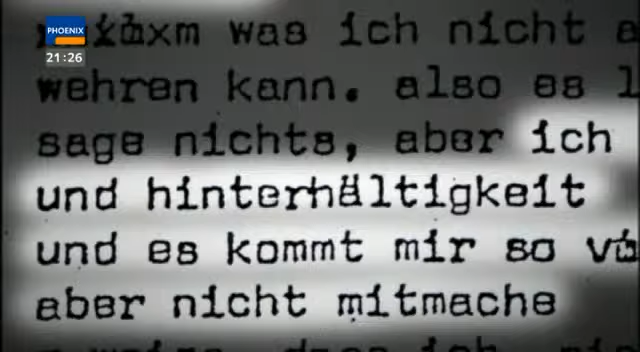 PHOENIX
21:26
was ich nicht
wehren kann. also es
sage nichts, aber ich
und hinterhältigkeit
und es kommt mir so
aber nicht mitmache